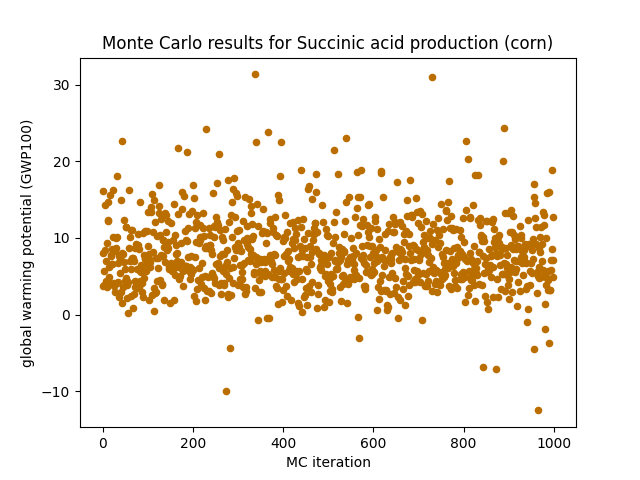 Monte Carlo results for Succinic acid production (corn)
global warming potential (GWP100)
30
20
10
0
−10
0 200 400 600 800 1000
MC iteration